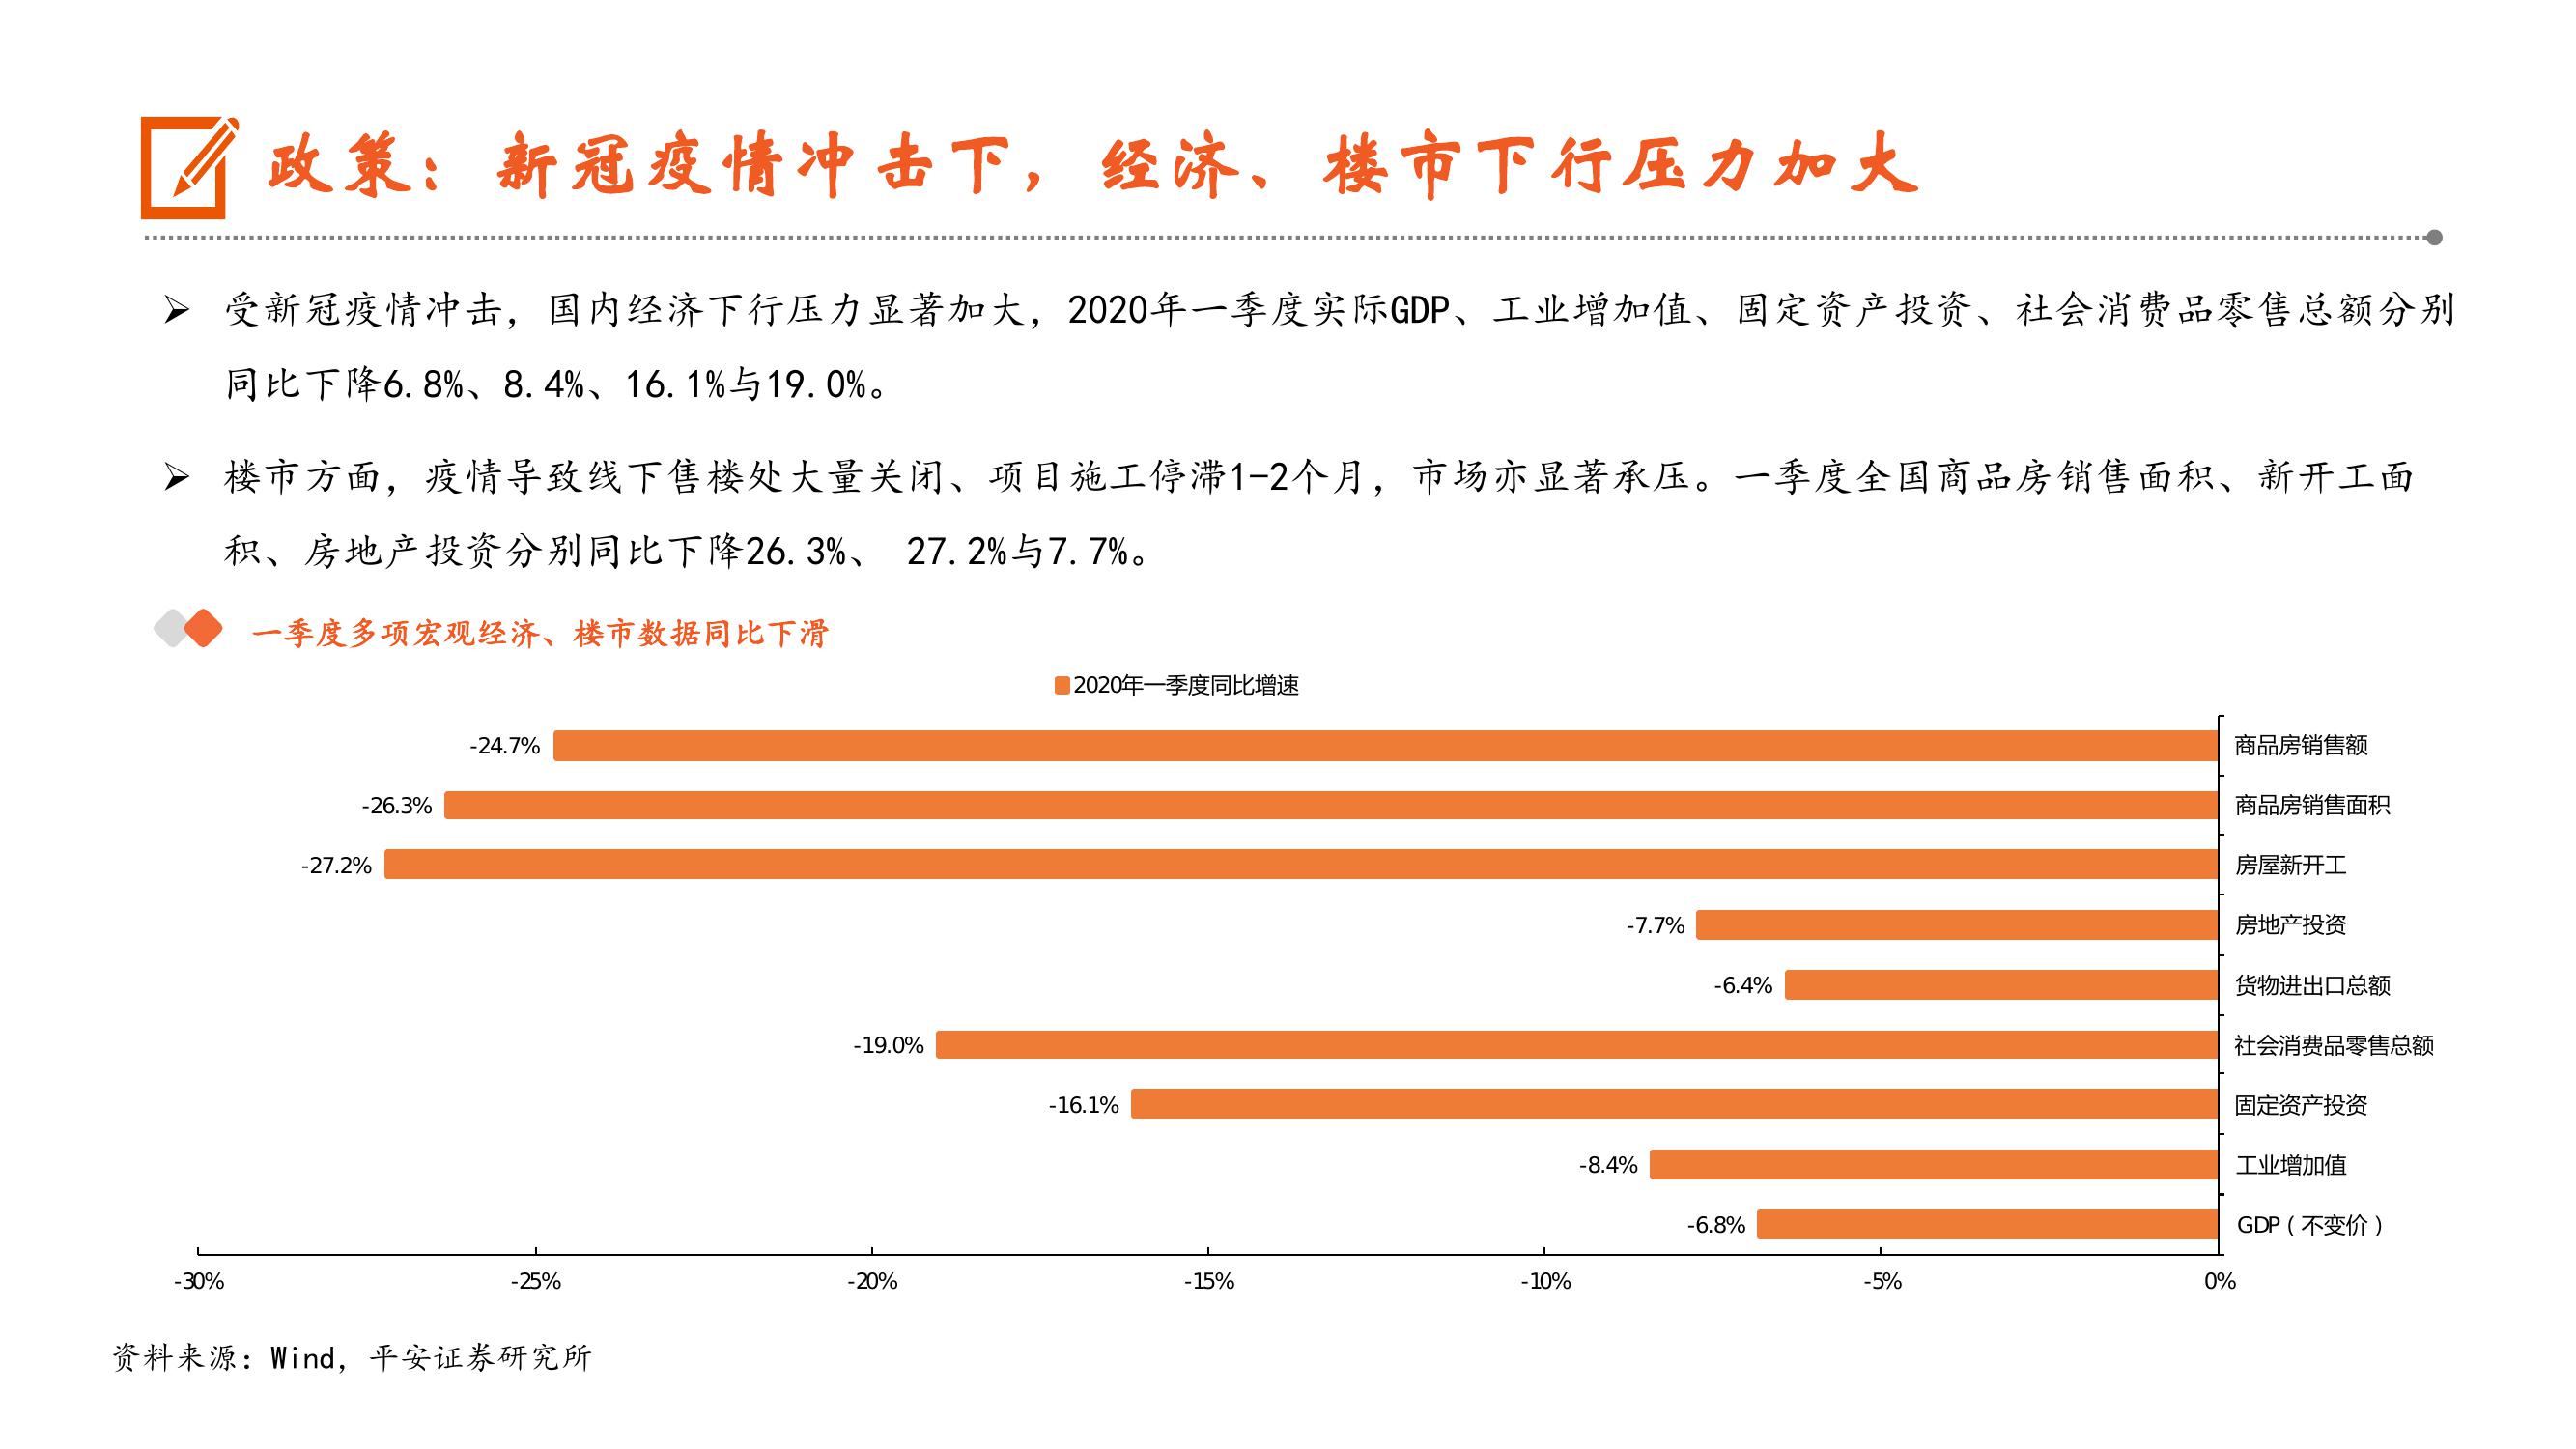 政策：新冠疫情冲击下，经济、楼市下行压力加大
➢ 受新冠疫情冲击，国内经济下行压力显著加大，2020年一季度实际GDP、工业增加值、固定资产投资、社会消费品零售总额分别
同比下降6.8%、8.4%、16.1%与19.0%。
➢ 楼市方面，疫情导致线下售楼处大量关闭、项目施工停滞1-2个月，市场亦显著承压。一季度全国商品房销售面积、新开工面
积、房地产投资分别同比下降26.3%、 27.2%与7.7%。
一季度多项宏观经济、楼市数据同比下滑
2020年一季度同比增速
-24.7% 商品房销售额
-26.3% 商品房销售面积
-27.2% 房屋新开工
-7.7% 房地产投资
-6.4% 货物进出口总额
-19.0% 社会消费品零售总额
-16.1% 固定资产投资
-8.4% 工业增加值
-6.8% GDP（不变价）
-30% -25% -20% -15% -10% -5% 0%
资料来源：Wind，平安证券研究所